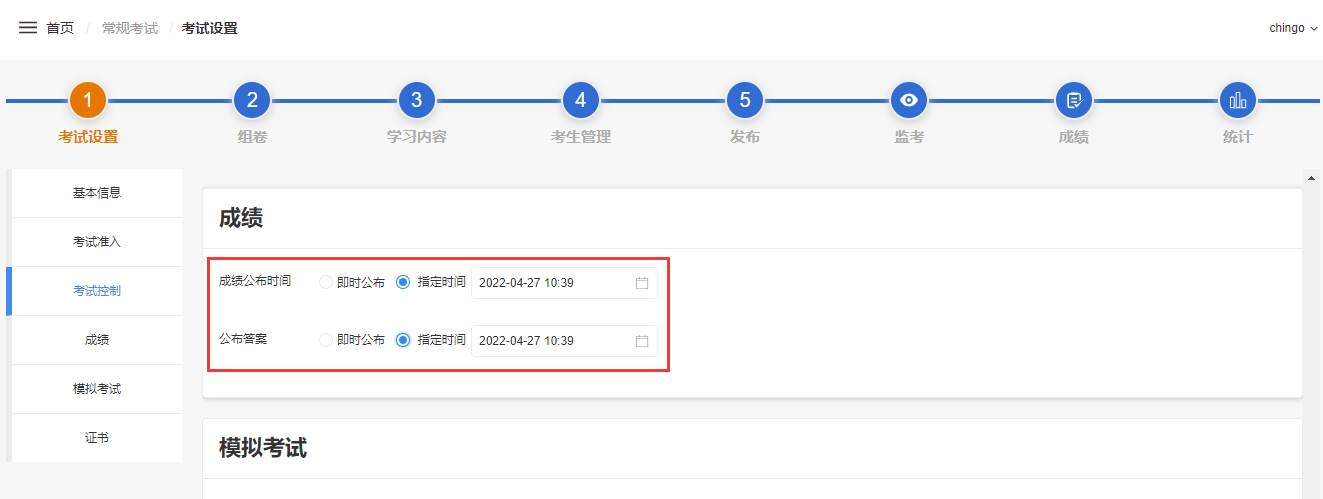 首页 / 常规考试 / 考试设置
chingo
1 2 3 4 5
考试设置 组卷 学习内容 考生管理 发布 监考 成绩 统计
基本信息
考试准入
考试控制
成绩
模拟考试
证书
成绩
成绩公布时间 即时公布 指定时间 2022-04-27 10:39
公布答案 即时公布 指定时间 2022-04-27 10:39
模拟考试